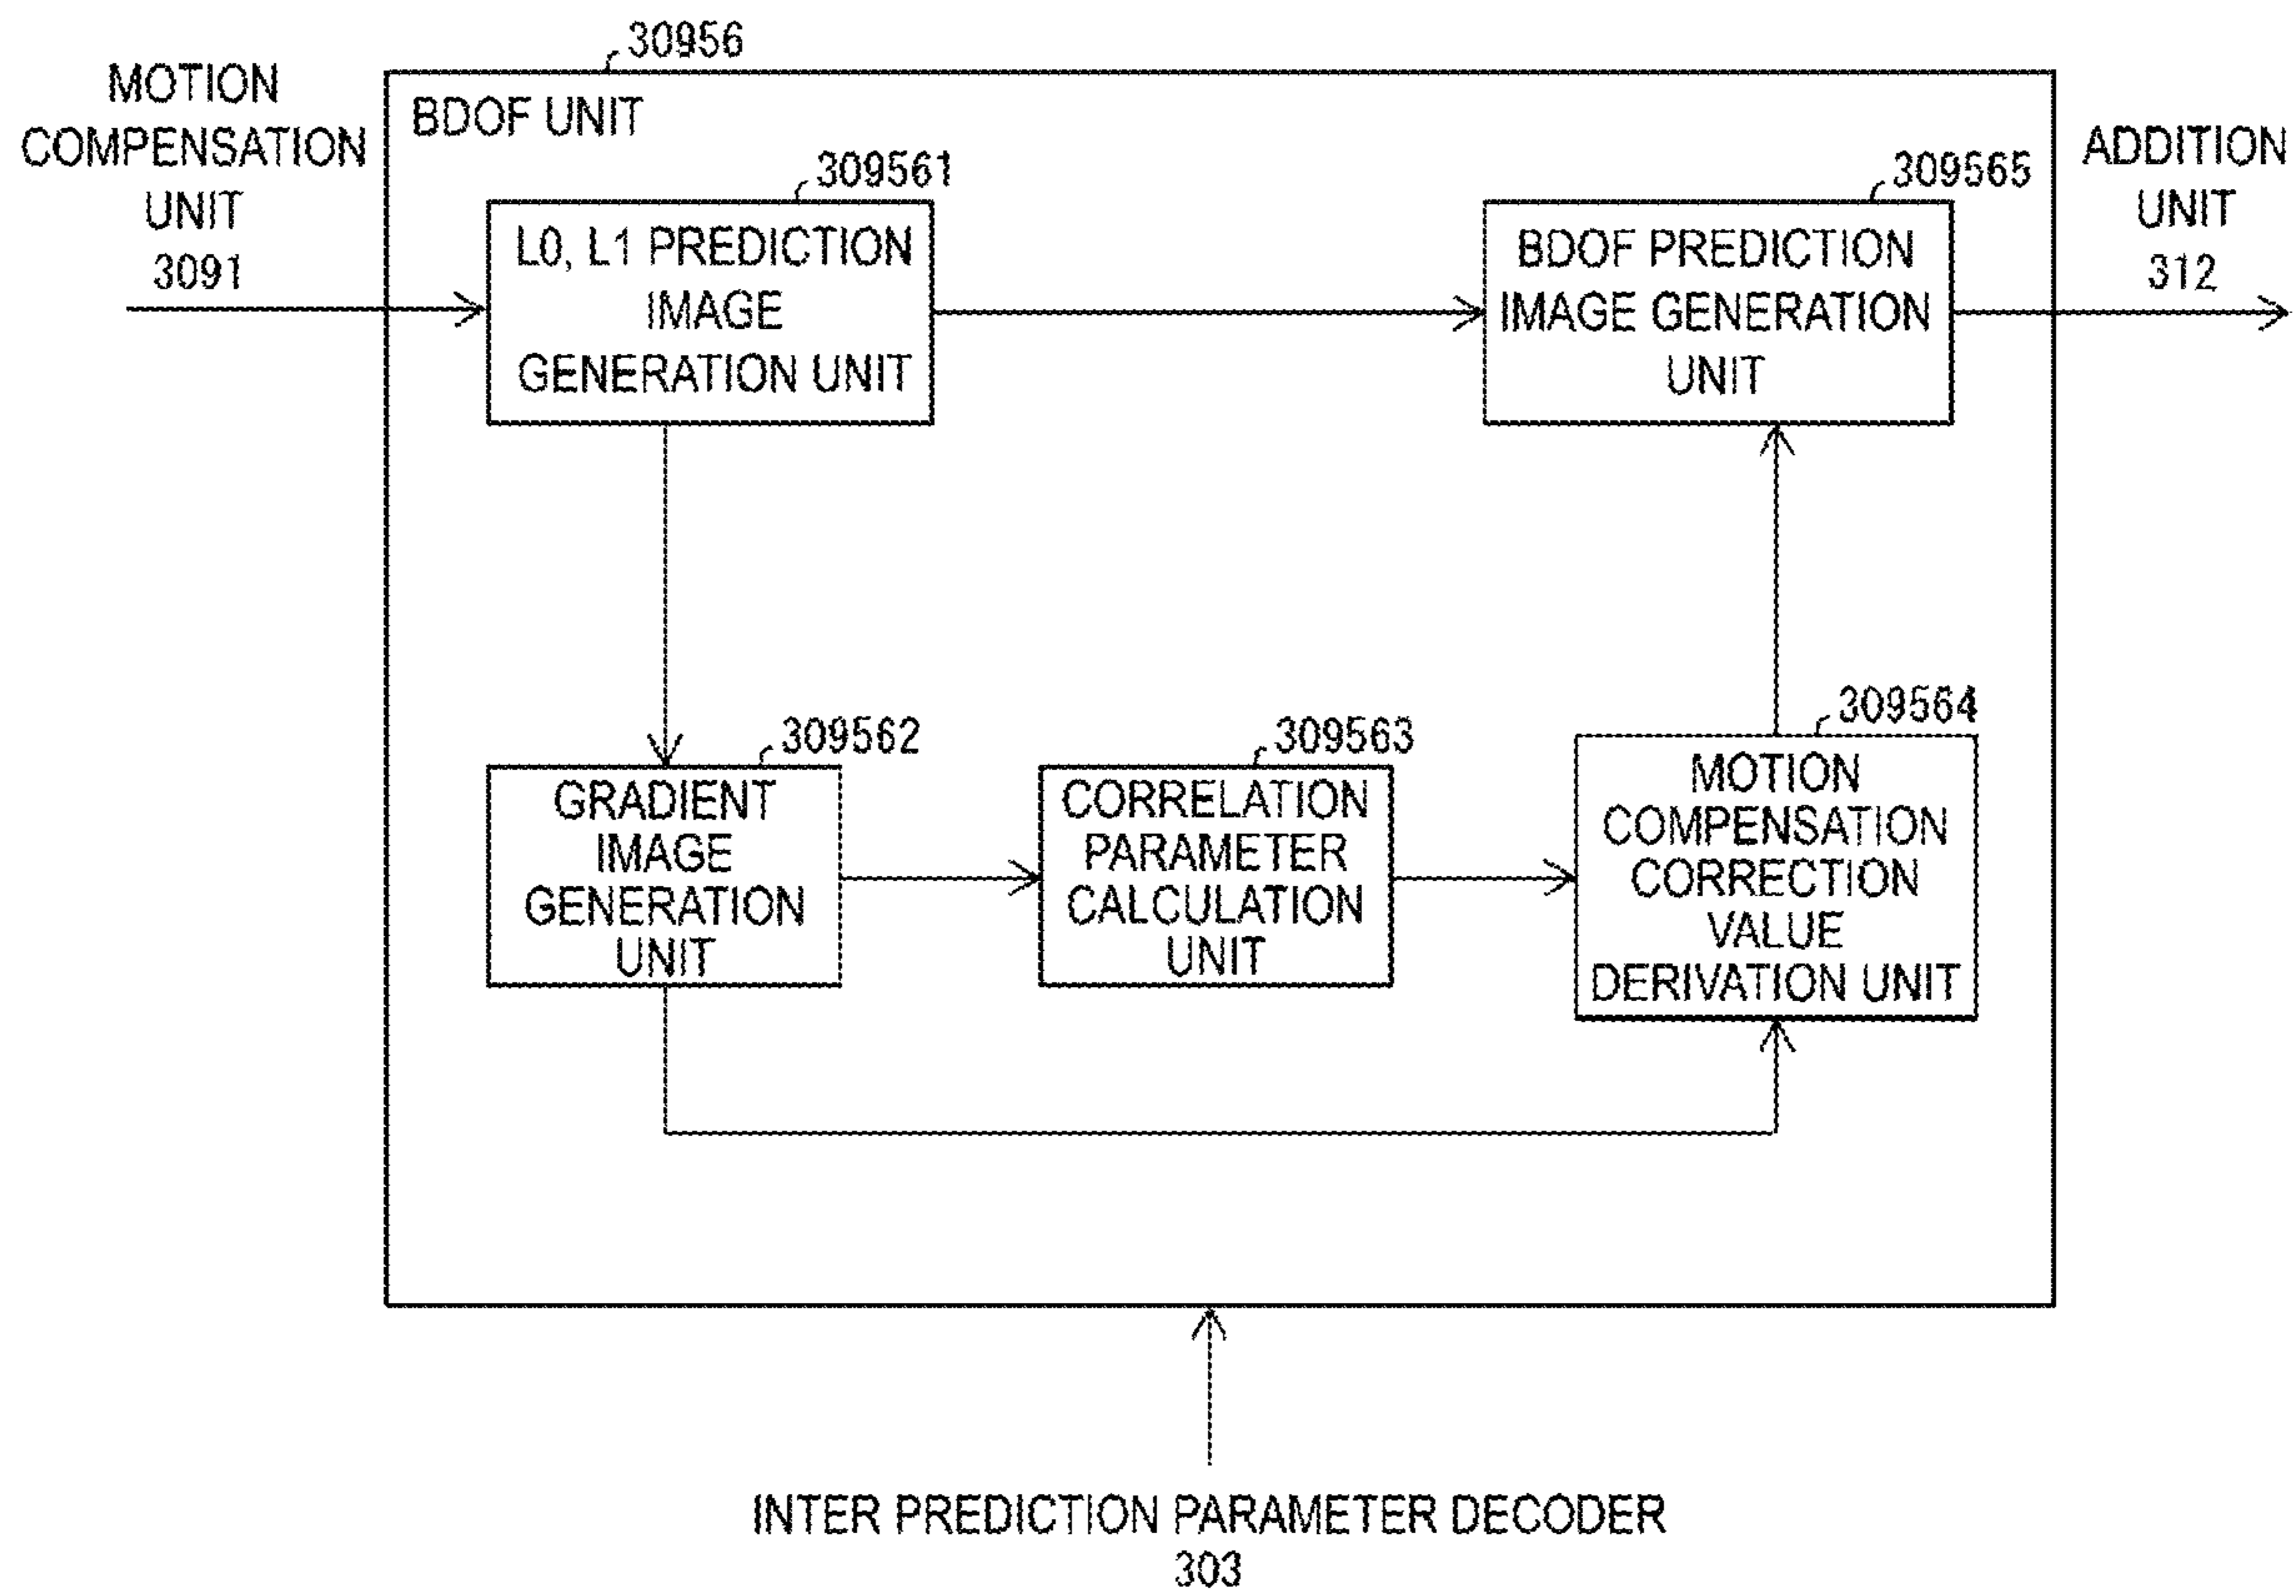 30956
MOTION
COMPENSATION
UNIT
3091
BDOF UNIT
309561
L0, L1 PREDICTION
IMAGE
GENERATION UNIT
309565
BDOF PREDICTION
IMAGE GENERATION
UNIT
ADDITION
UNIT
312
309562
GRADIENT
IMAGE
GENERATION
UNIT
309563
CORRELATION
PARAMETER
CALCULATION
UNIT
309564
MOTION
COMPENSATION
CORRECTION
VALUE
DERIVATION UNIT
INTER PREDICTION PARAMETER DECODER
303